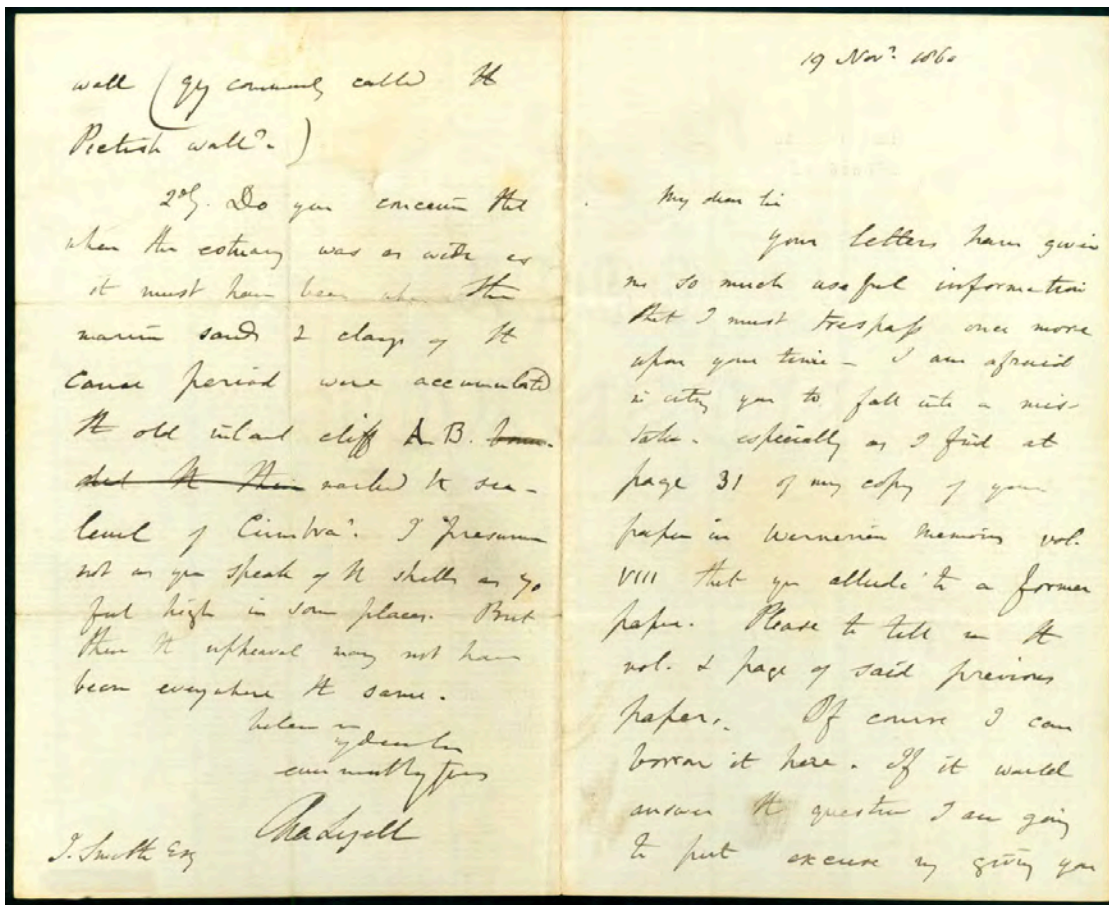 19 Nov.r 1860
My dear Sir
your letters have given
me so much useful information
that I must trespass once more
upon your time - I am afraid
in citing you to fall into a mis-
take. especially as I find at
page 31 of my copy of your
paper in Wernerian Memoirs vol.
VIII that you allude to a former
paper. Please to tell me the
vol. & page of said previous
paper. Of course I can
borrow it here. If it would
answer the question I am going
to put excuse my giving you
wall (qy commonly called the
Pictish wall? )
2dly. Do you conceive that
when the estuary was as wide as
it must have been when the
marine sands & clays of the
Canoe period were accumulated
the old inland cliff A.B.
marked the sea-
level of I presume
not as you speak of the shells as 40
feet high in some places. But
then the upheaval may not have
been everywhere the same.
believe me
my dear Sir
ever most truly yours
Cha Lyell
J. Smith Esq